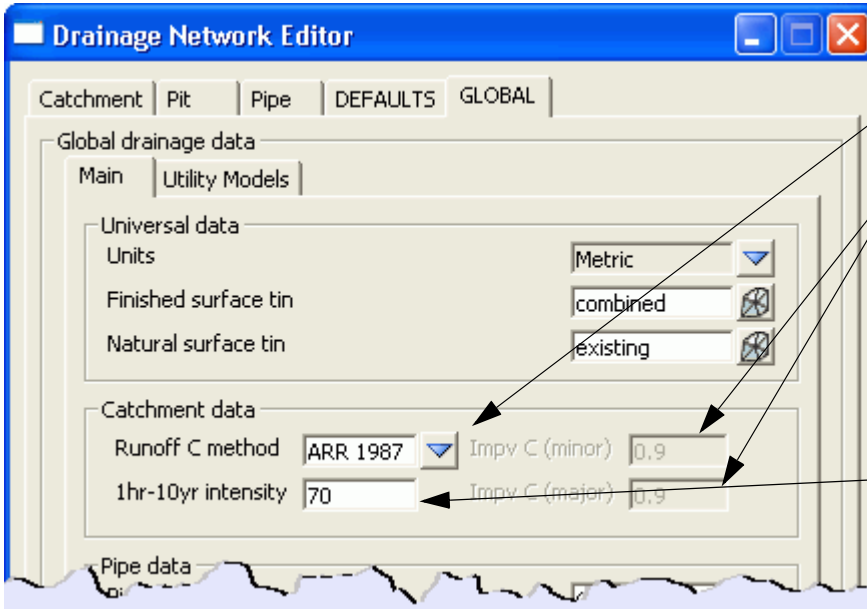 Drainage Network Editor
Catchment Pit Pipe DEFAULTS GLOBAL
Global drainage data
Main Utility Models
Universal data
Units Metric
Finished surface tin combined
Natural surface tin existing
Catchment data
Runoff C method ARR 1987 Impv C (minor) 0.9
1hr-10yr intensity 70 Impv C (major) 0.9
Pipe data